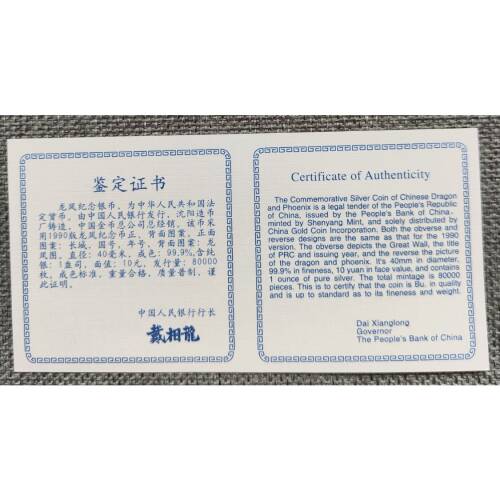 鉴定证书
龙凤纪念银币，为中华人民共和国法
定货币，由中国人民银行发行，沈阳造币
厂铸造，中国金币总公司总经销。该币采
用1990版龙凤纪念币正、背面图案。正面
图案：长城、国号、年号，背面图案：龙
凤图。直径：40毫米，成色：99.9%，含纯
银：1盎司，面值：10元，发行量：80000
枚。成色标准，重量合格，质量普制，谨
此证明。
中国人民银行行长
戴相龍
Certificate of Authenticity
The Commemorative Silver Coin of Chinese Dragon
and Phoenix is a legal tender of the People's Republic
of China, issued by the People's Bank of China.
minted by Shenyang Mint, and solely distributed by
China Gold Coin Incorporation. Both the obverse and
reverse designs are the same as that for the 1990
version. The obverse depicts the Great Wall, the title
of PRC and issuing year, and the reverse the picture
of the dragon and phoenix. It's 40mm in diameter,
99.9% in fineness, 10 yuan in face value, and contains
1 ounce of pure silver. The total mintage is 80000
pieces. This is to certify that the coin is Bu. in quality
and is up to standard as to its fineness and weight.
Dai Xianglong
Governor
The People's Bank of China